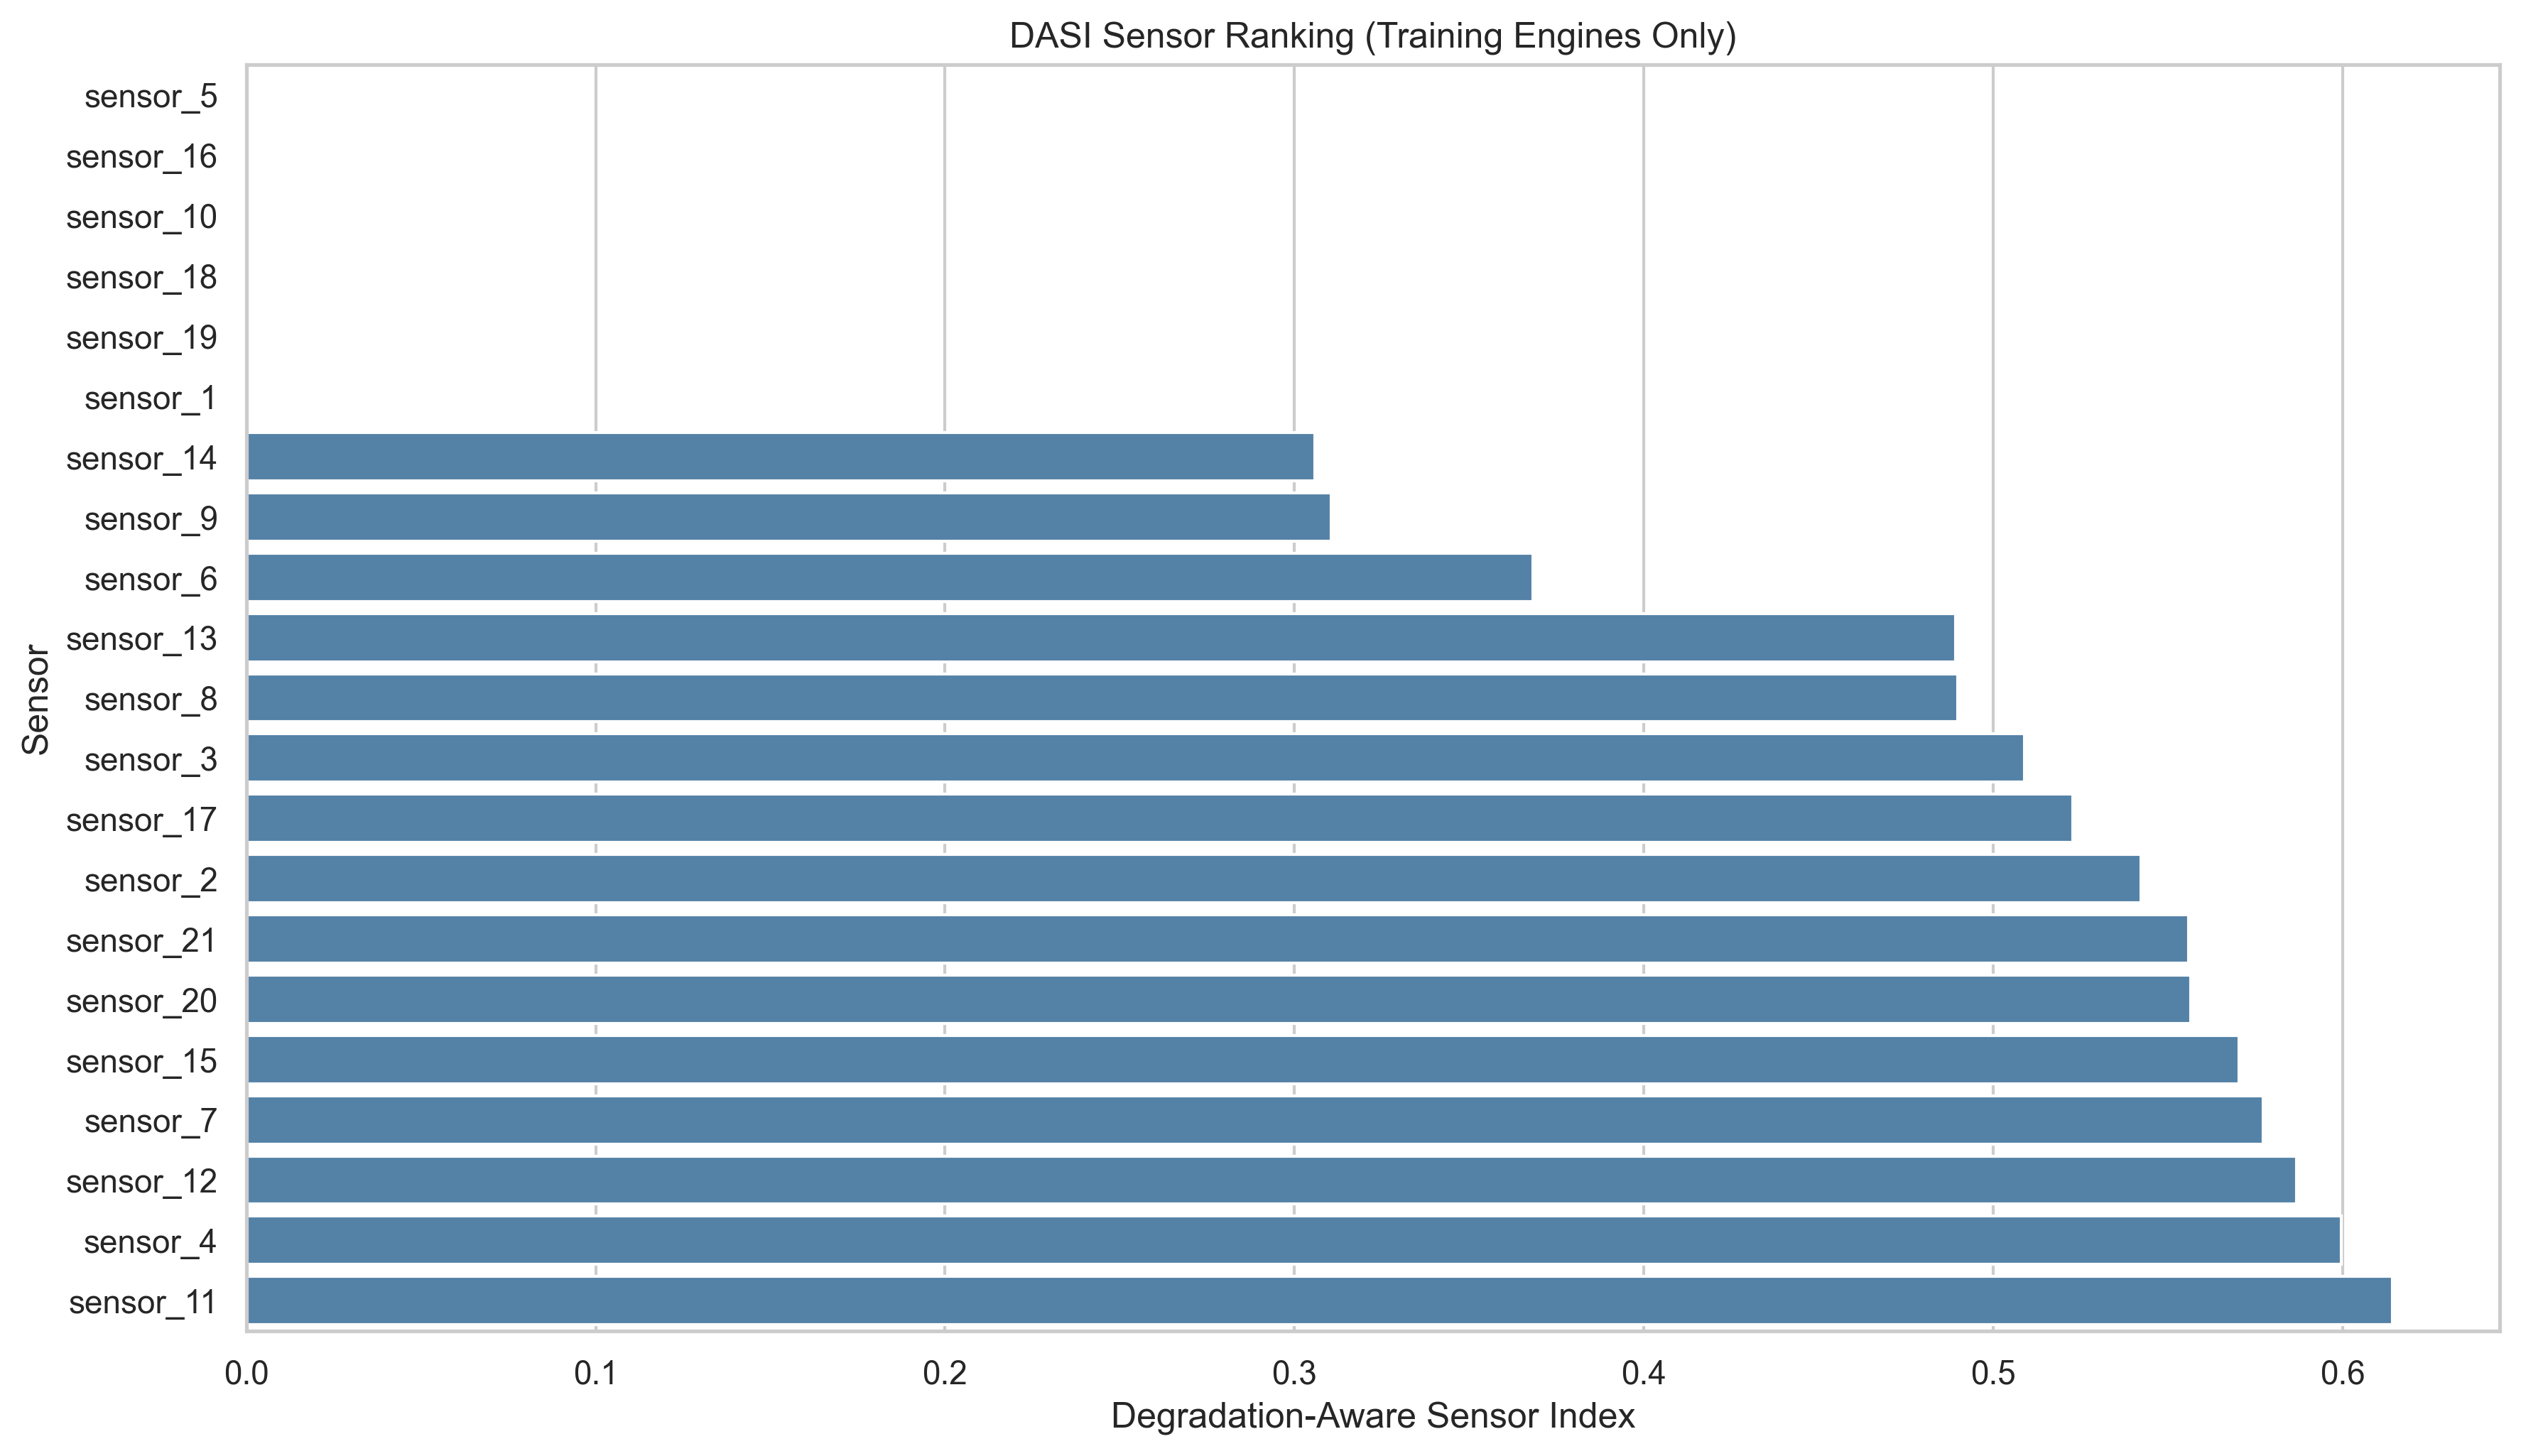 DASI Sensor Ranking (Training Engines Only)
sensor_5
sensor_16
sensor_10
sensor_18
sensor_19
sensor_1
sensor_14
sensor_9
sensor_6
sensor_13
sensor_8
sensor_3
sensor_17
sensor_2
sensor_21
sensor_20
sensor_15
sensor_7
sensor_12
sensor_4
sensor_11
Sensor
0.0 0.1 0.2 0.3 0.4 0.5 0.6
Degradation-Aware Sensor Index